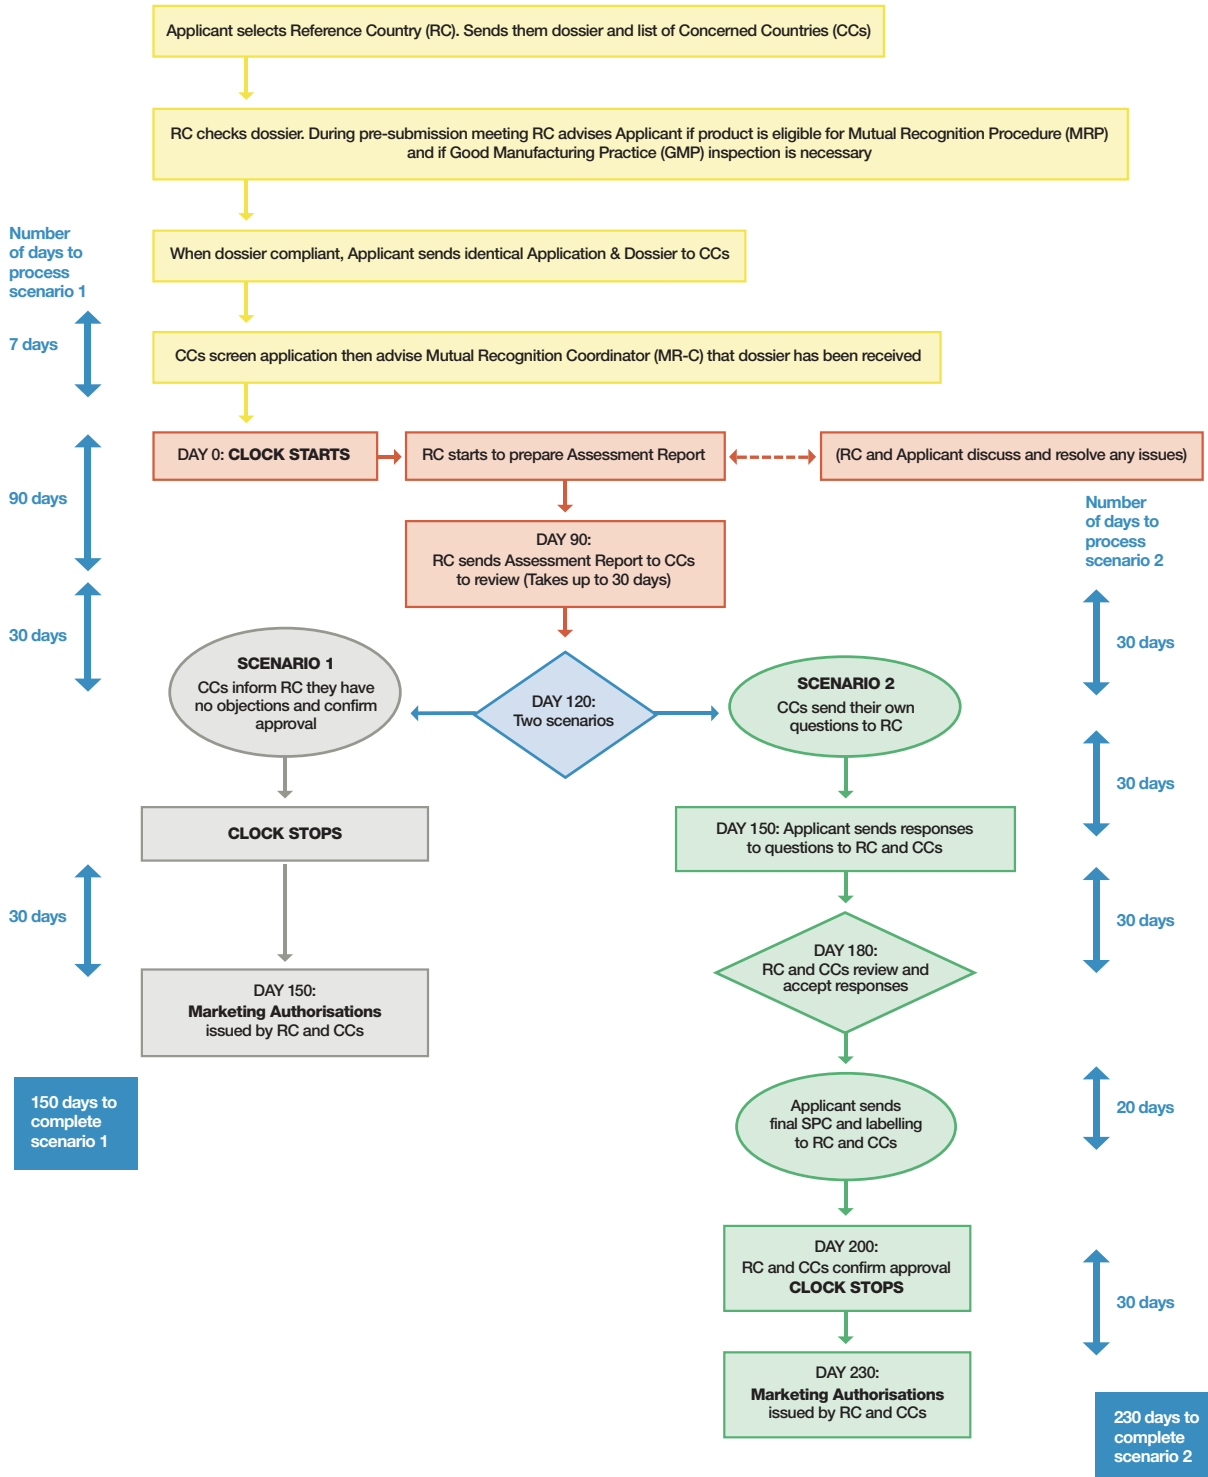 Applicant selects Reference Country (RC). Sends them dossier and list of Concerned Countries (CCs)
RC checks dossier. During pre-submission meeting RC advises Applicant if product is eligible for Mutual Recognition Procedure (MRP)
and if Good Manufacturing Practice (GMP) inspection is necessary
Number
of days to
process
scenario 1
When dossier compliant, Applicant sends identical Application & Dossier to CCs
7 days
CCs screen application then advise Mutual Recognition Coordinator (MR-C) that dossier has been received
DAY 0: CLOCK STARTS
RC starts to prepare Assessment Report
(RC and Applicant discuss and resolve any issues)
90 days
Number
of days to
process
scenario 2
DAY 90:
RC sends Assessment Report to CCs
to review (Takes up to 30 days)
30 days
30 days
SCENARIO 1
CCs inform RC they have
no objections and confirm
approval
DAY 120:
Two scenarios
SCENARIO 2
CCs send their own
questions to RC
30 days
CLOCK STOPS
DAY 150: Applicant sends responses
to questions to RC and CCs
30 days
30 days
DAY 180:
RC and CCs review and
accept responses
DAY 150:
Marketing Authorisations
issued by RC and CCs
150 days to
complete
scenario 1
Applicant sends
final SPC and labelling
to RC and CCs
20 days
DAY 200:
RC and CCs confirm approval
CLOCK STOPS
30 days
DAY 230:
Marketing Authorisations
issued by RC and CCs
230 days to
complete
scenario 2